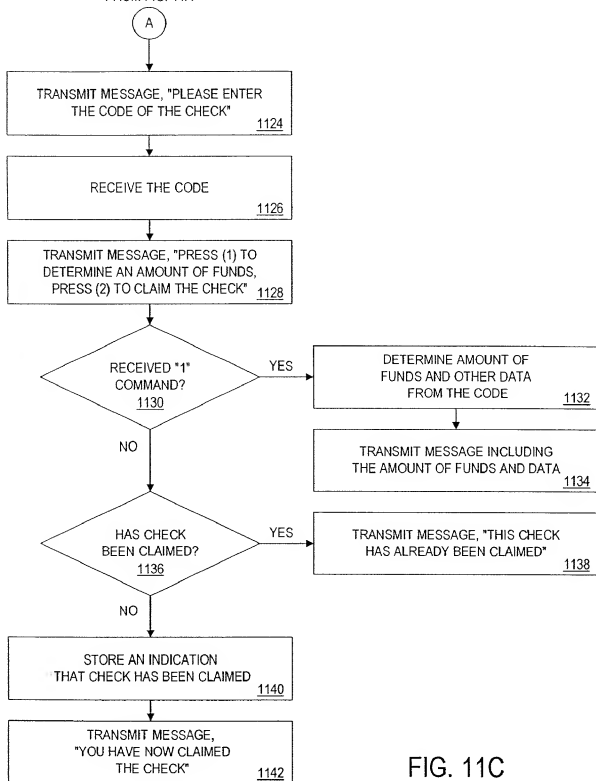 A
TRANSMIT MESSAGE, "PLEASE ENTER
THE CODE OF THE CHECK"
1124
RECEIVE THE CODE
1126
TRANSMIT MESSAGE, "PRESS (1) TO
DETERMINE AN AMOUNT OF FUNDS,
PRESS (2) TO CLAIM THE CHECK"
1128
RECEIVED "1"
COMMAND?
1130
YES
DETERMINE AMOUNT OF
FUNDS AND OTHER DATA
FROM THE CODE
1132
TRANSMIT MESSAGE INCLUDING
THE AMOUNT OF FUNDS AND DATA
1134
NO
HAS CHECK
BEEN CLAIMED?
1136
YES
TRANSMIT MESSAGE, "THIS CHECK
HAS ALREADY BEEN CLAIMED"
1138
NO
STORE AN INDICATION
THAT CHECK HAS BEEN CLAIMED
1140
TRANSMIT MESSAGE,
"YOU HAVE NOW CLAIMED
THE CHECK"
1142
FIG. 11C